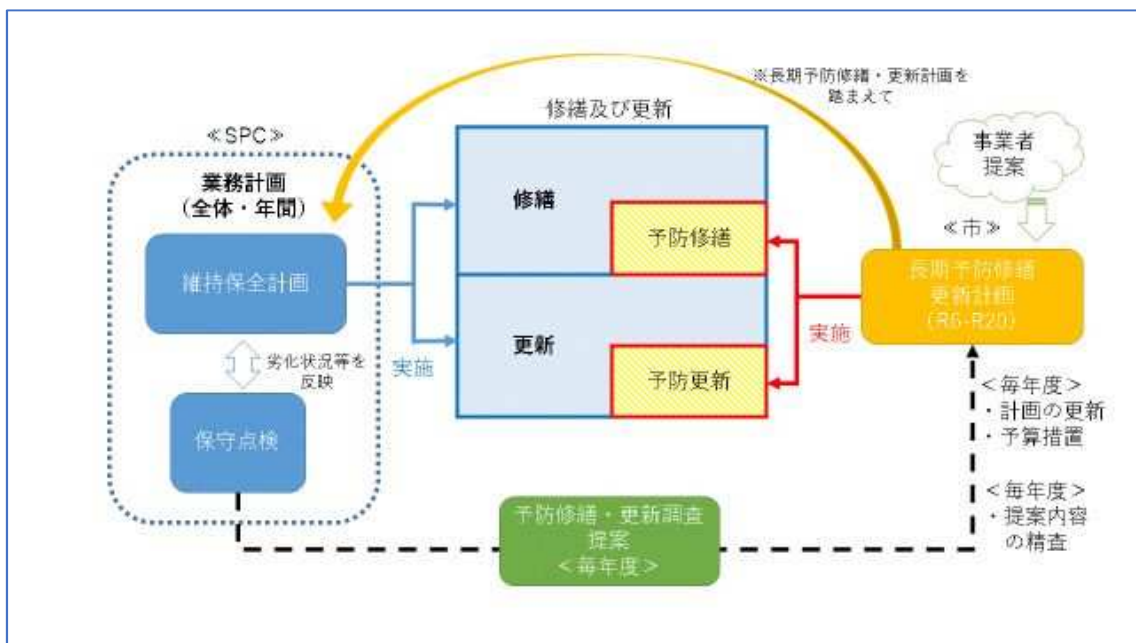 ※長期予防修繕・更新計画を
踏まえて
修繕及び更新
≪SPC≫
業務計画
(全体・年間)
維持保全計画
劣化状況等を
反映
保守点検
実施
修繕
予防修繕
更新
予防更新
実施
事業者
提案
≪市≫
長期予防修繕
更新計画
(R6-R20)
<毎年度>
・計画の更新
・予算措置
<毎年度>
・提案内容
の精査
予防修繕・更新調査
提案
<毎年度>